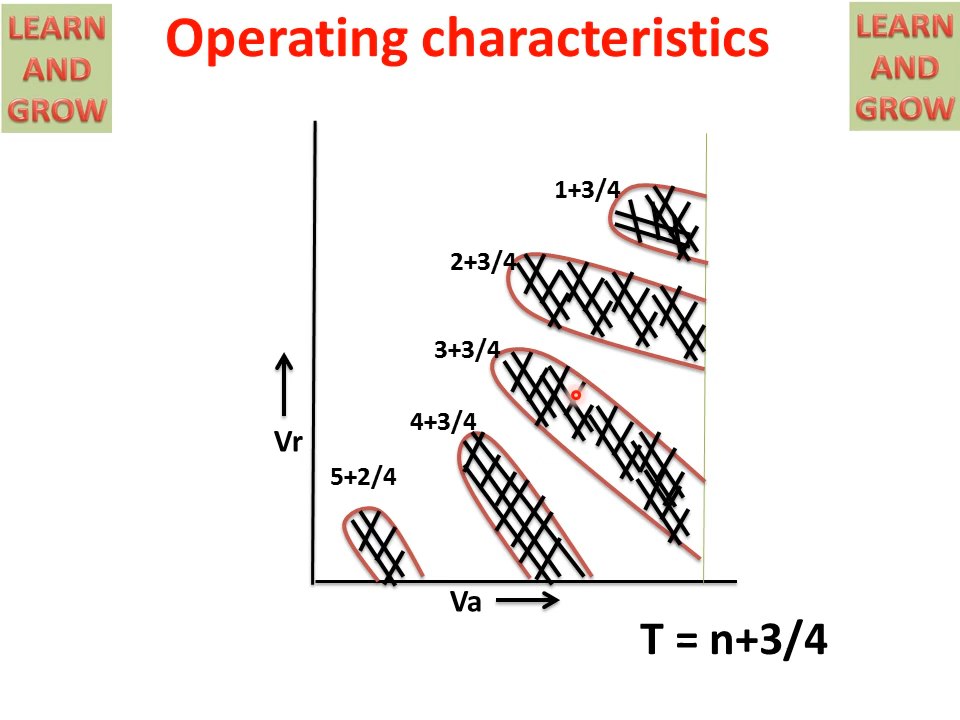 LEARN
AND
GROW
Operating characteristics
LEARN
AND
GROW
1+3/4
2+3/4
3+3/4
4+3/4
Vr
5+2/4
Va
T = n+3/4